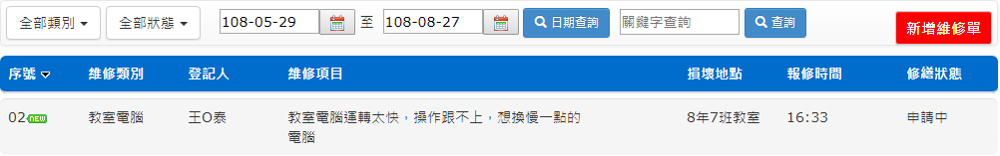 全部類別 全部狀態 108-05-29 至 108-08-27 日期查詢 關鍵字查詢 查詢 新增維修單
序號 維修類別 登記人 維修項目 損壞地點 報修時間 修繕狀態
02 NEW 教室電腦 王O泰 教室電腦運轉太快，操作跟不上，想換慢一點的 8年7班教室 16:33 申請中
電腦